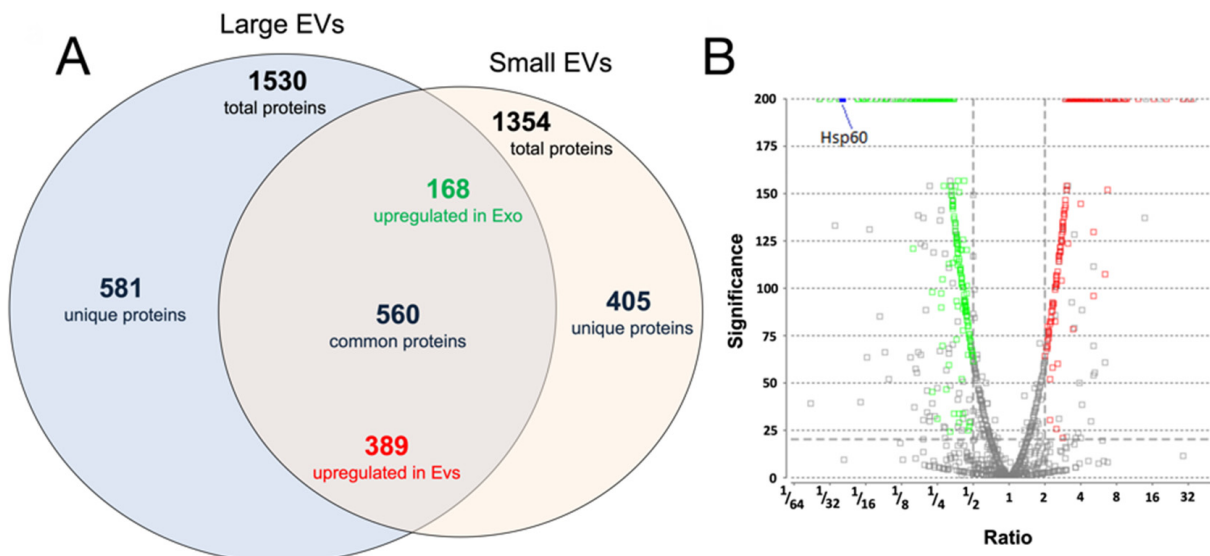 A
Large EVs
1530
total proteins
Small EVs
1354
total proteins
168
upregulated in Exo
581
unique proteins
560
common proteins
405
unique proteins
389
upregulated in Evs
B
Significance
200
175
150
125
100
75
50
25
0
Hsp60
1/64
1/32
1/16
1/8
1/4
1/2
1
2
4
8
16
32
Ratio